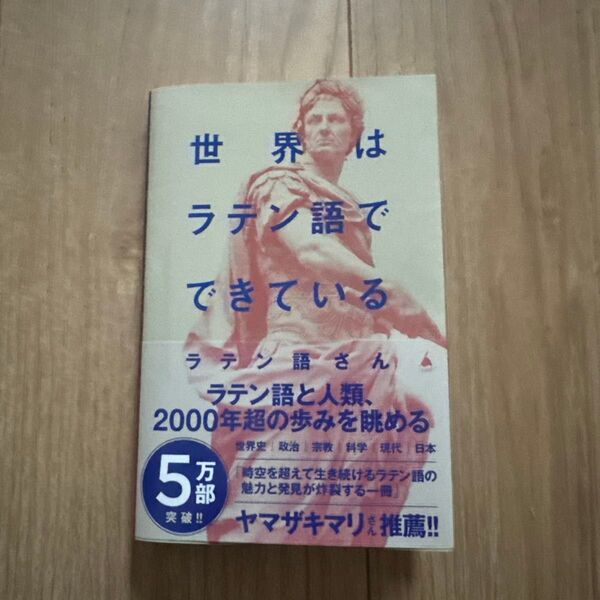 世界は
ラテン語で
できている
ラテン語さん
ラテン語と人類、
2000年超の歩みを眺める
世界史｜政治｜宗教｜科学｜現代｜日本
5万部
突破!!
「時空を超えて生き続けるラテン語の
魅力と発見が炸裂する一冊」
ヤマザキマリさん推薦!!